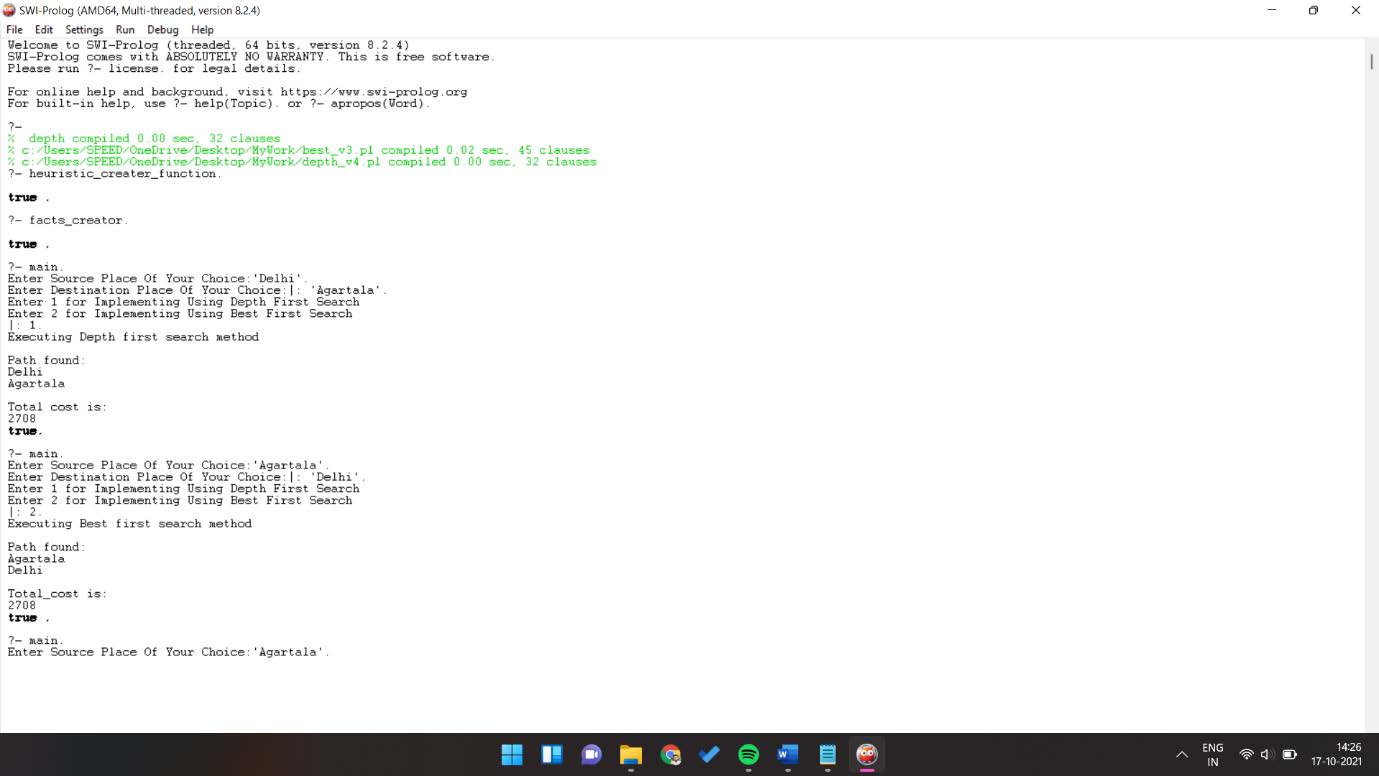 SWI-Prolog (AMD64, Multi-threaded, version 8.2.4)
File Edit Settings Run Debug Help
Welcome to SWI-Prolog (threaded, 64 bits, version 8.2.4)
SWI-Prolog comes with ABSOLUTELY NO WARRANTY. This is free software.
Please run ?- license. for legal details.
For online help and background, visit https://www.swi-prolog.org
For built-in help, use ?- help(Topic). or ?- apropos(Word).
?-
% depth compiled 0.00 sec, 32 clauses
% c:/Users/SPEED/OneDrive/Desktop/MyWork/best_v3.pl compiled 0.02 sec, 45 clauses
% c:/Users/SPEED/OneDrive/Desktop/MyWork/depth_v4.pl compiled 0.00 sec, 32 clauses
?- heuristic_creater_function.
true .
?- facts_creator.
true .
?- main.
Enter Source Place Of Your Choice:'Delhi'.
Enter Destination Place Of Your Choice:|: 'Agartala'.
Enter 1 for Implementing Using Depth First Search
Enter 2 for Implementing Using Best First Search
|: 1.
Executing Depth first search method
Path found:
Delhi
Agartala
Total cost is:
2708
true.
?- main.
Enter Source Place Of Your Choice:'Agartala'.
Enter Destination Place Of Your Choice:|: 'Delhi'.
Enter 1 for Implementing Using Depth First Search
Enter 2 for Implementing Using Best First Search
|: 2.
Executing Best first search method
Path found:
Agartala
Delhi
Total_cost is:
2708
true .
?- main.
Enter Source Place Of Your Choice:'Agartala'.
ENG
IN
14:26
17-10-2021